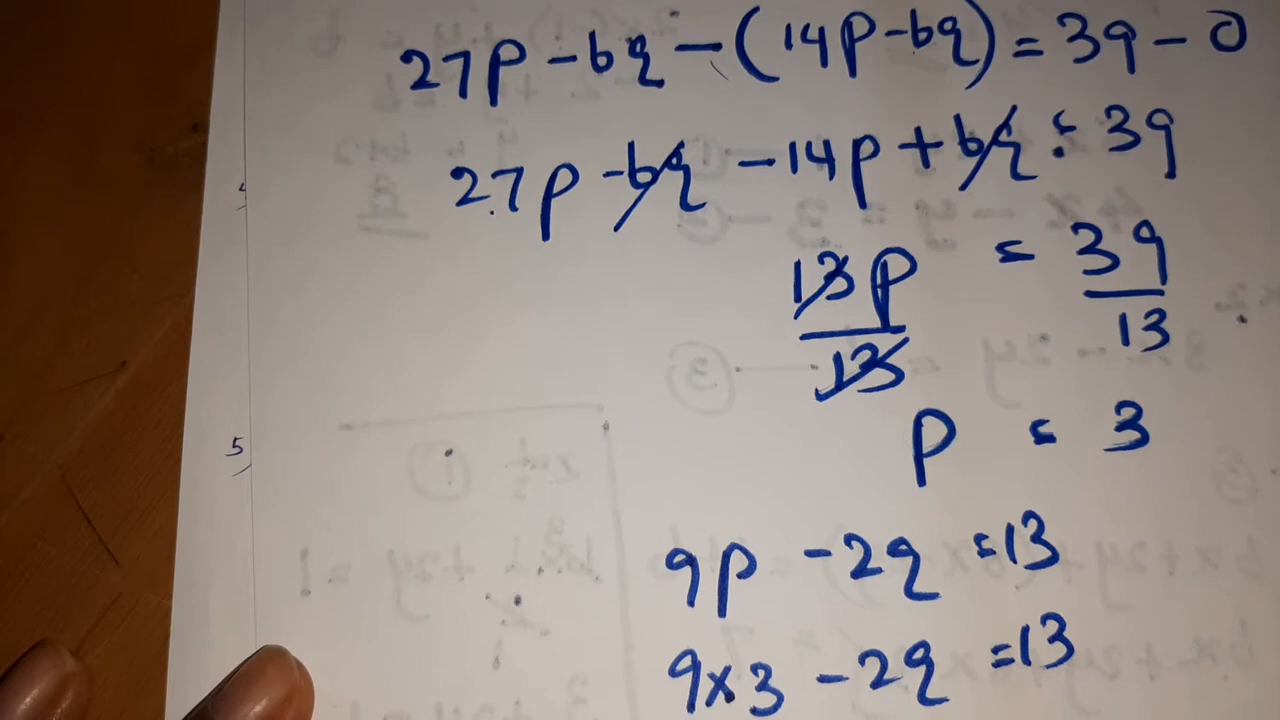 27p - 6q - (14p - 6q) = 39 - 0
27p - 6q - 14p + 6q = 39
13p = 39
13 13
p = 3
5)
9p - 2q = 13
9x3 - 2q = 13